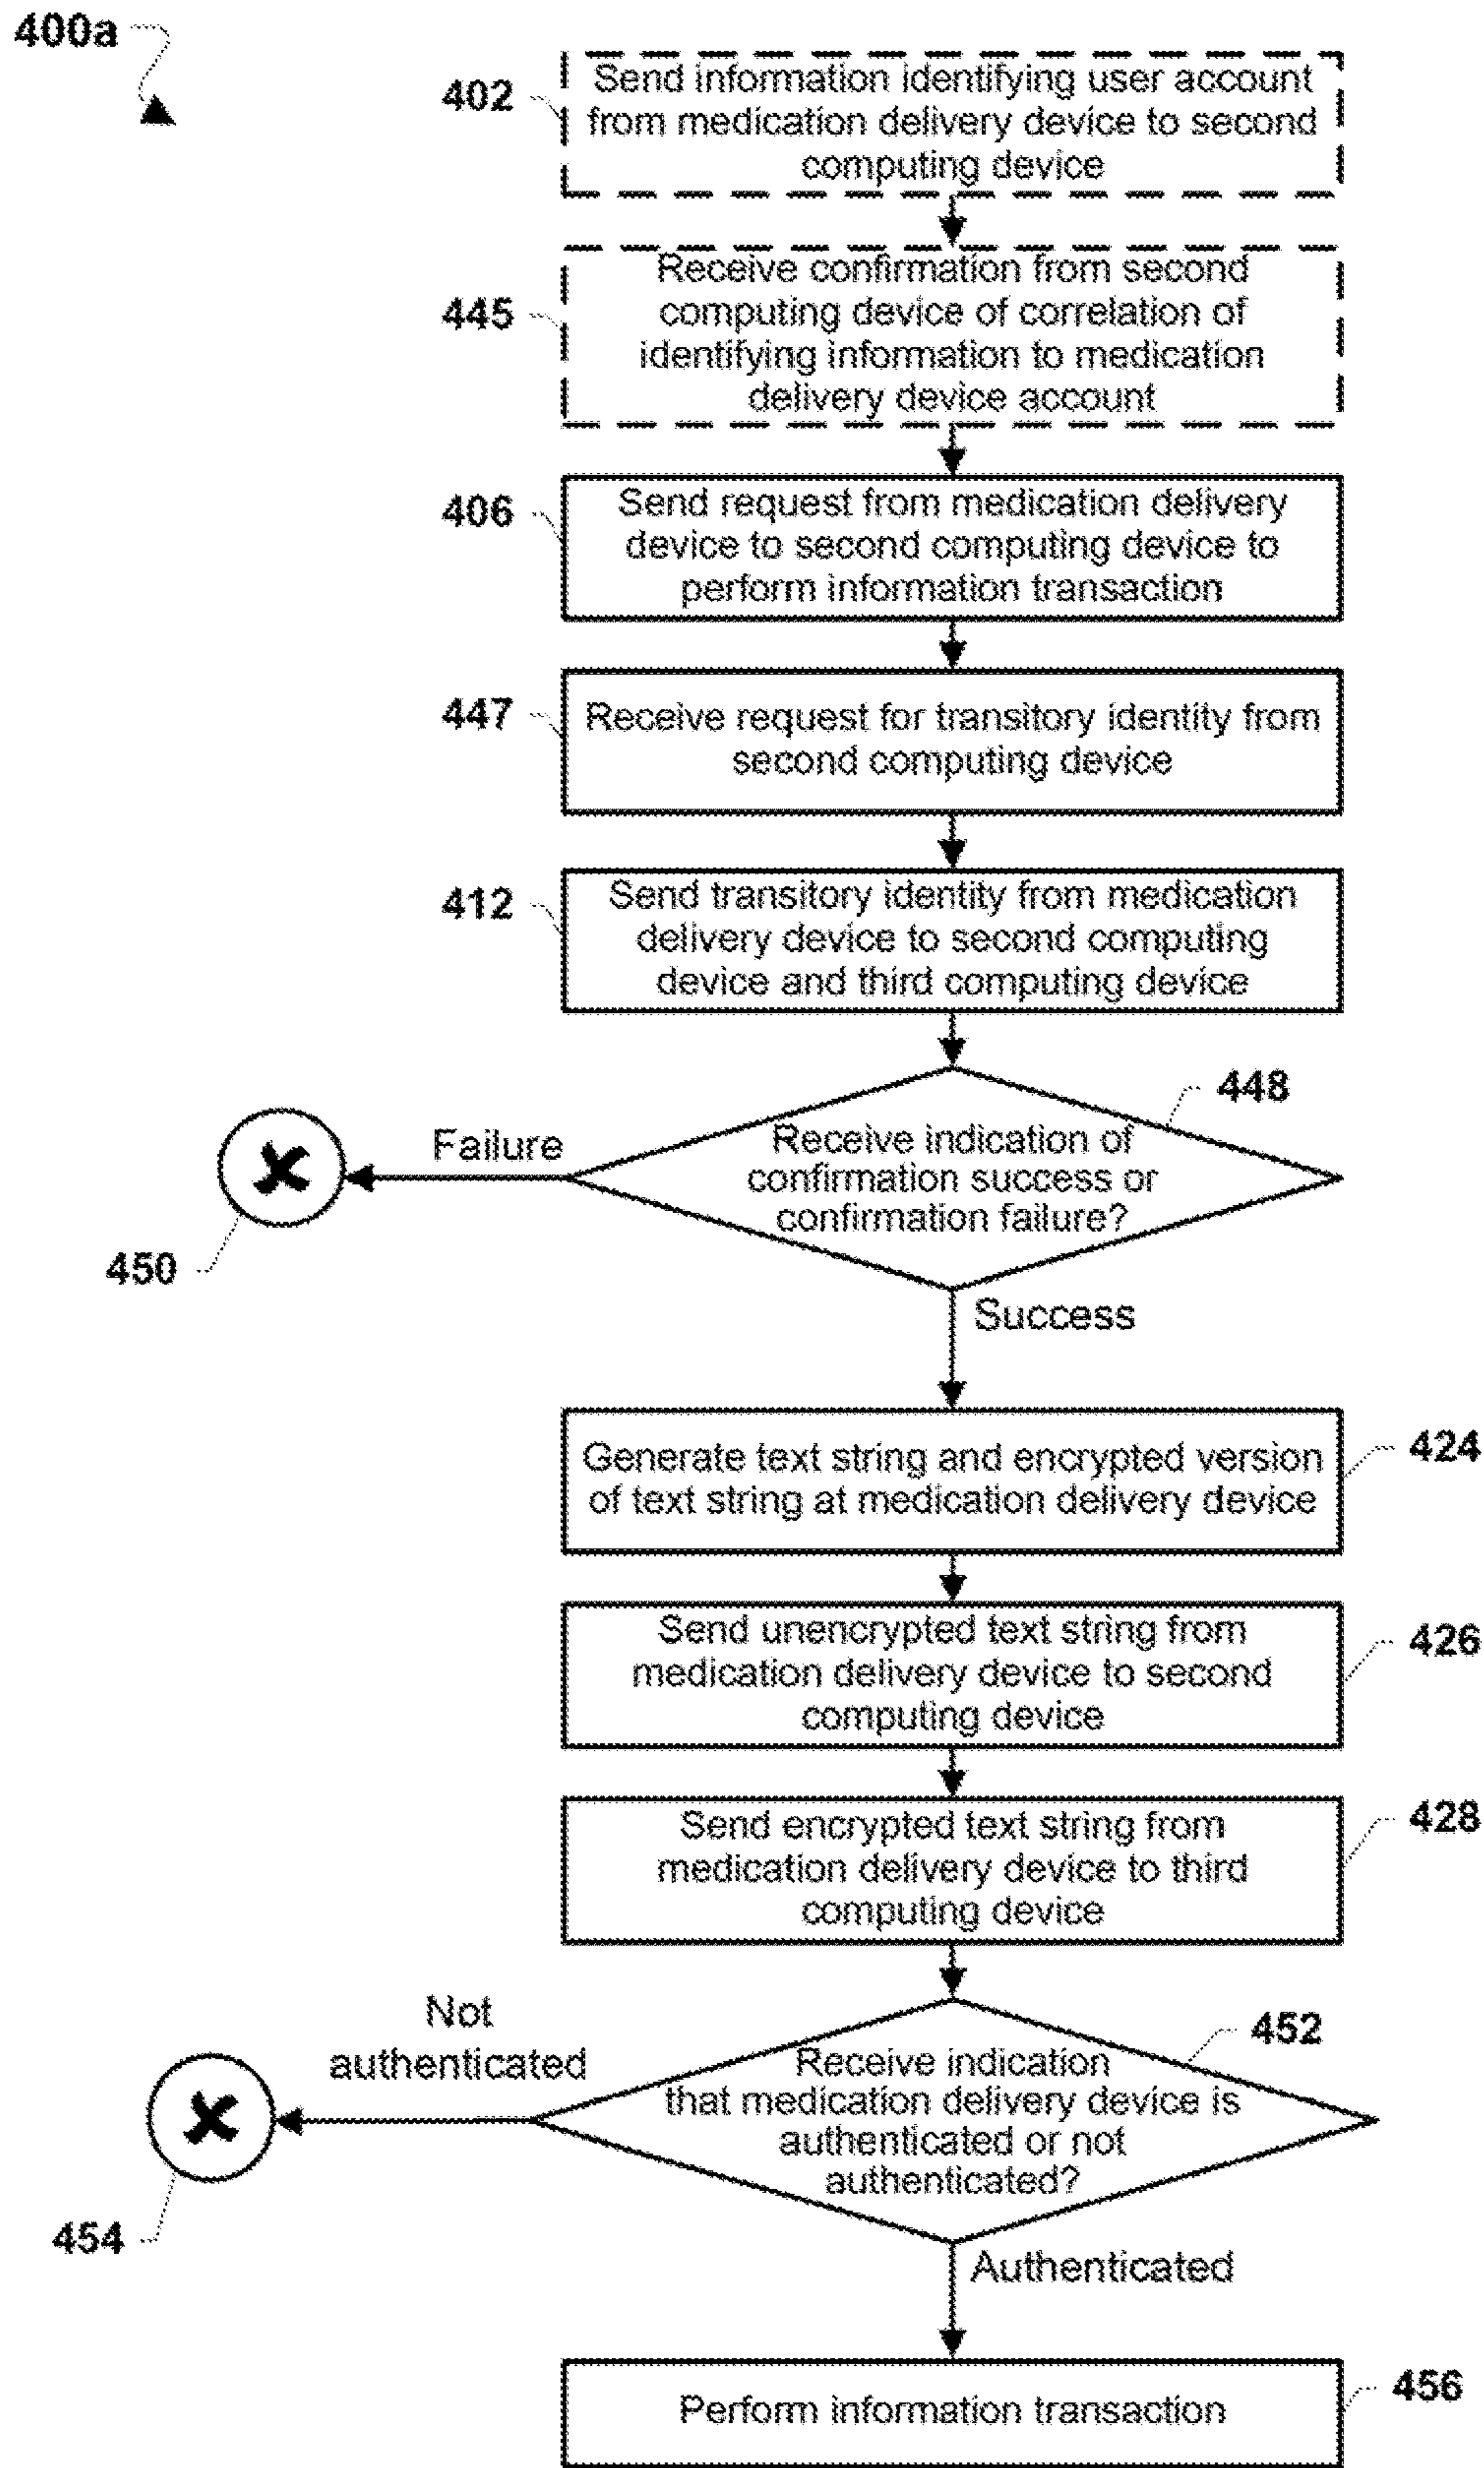 400a
402
Send information identifying user account
from medication delivery device to second
computing device
445
Receive confirmation from second
computing device of correlation of
identifying information to medication
delivery device account
406
Send request from medication delivery
device to second computing device to
perform information transaction
447
Receive request for transitory identity from
second computing device
412
Send transitory identity from medication
delivery device to second computing
device and third computing device
448
Receive indication of
confirmation success or
confirmation failure?
Failure
450
Success
424
Generate text string and encrypted version
of text string at medication delivery device
426
Send unencrypted text string from
medication delivery device to second
computing device
428
Send encrypted text string from
medication delivery device to third
computing device
452
Receive indication
that medication delivery device is
authenticated or not
authenticated?
Not
authenticated
454
Authenticated
456
Perform information transaction